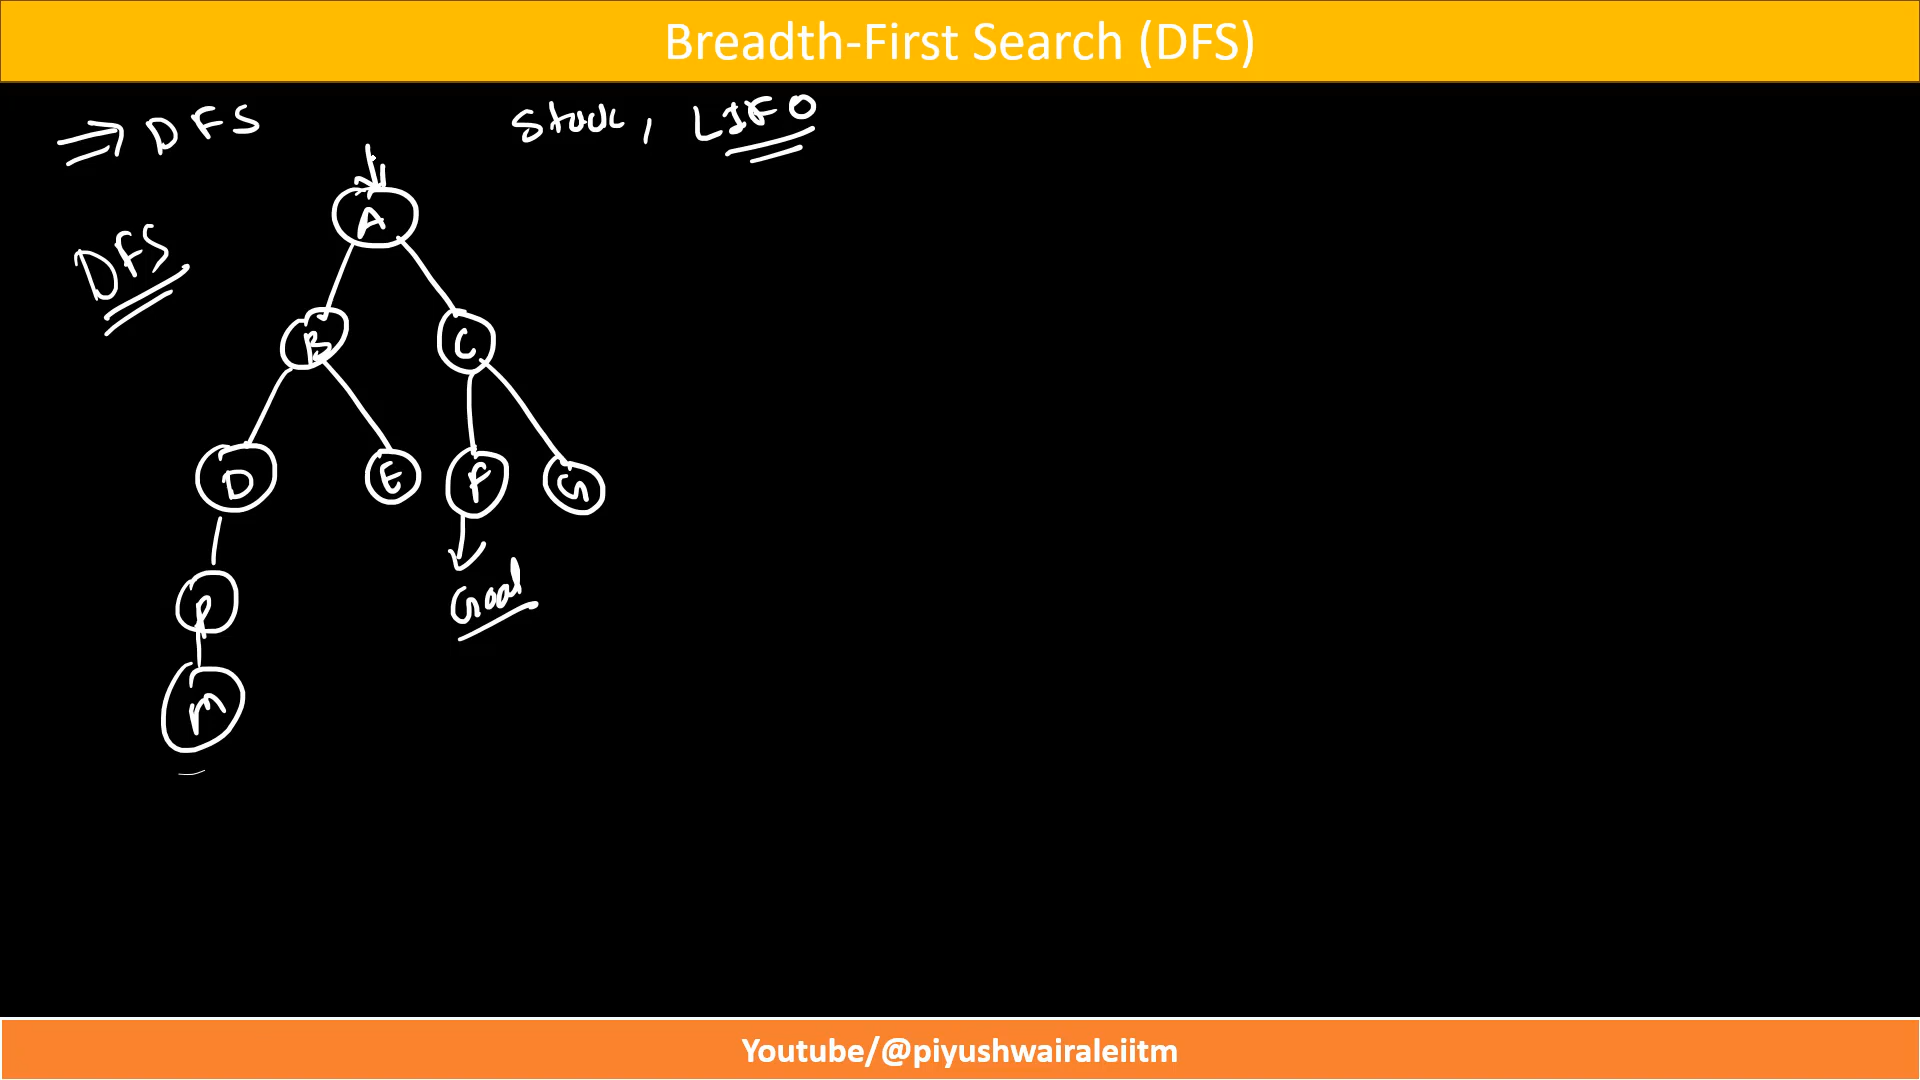 Breadth-First Search (DFS)
⇒ DFS
Stack, LIFO
DFS
A
B C
D E F G
P
Goal
M
Youtube/@piyushwairaleiitm